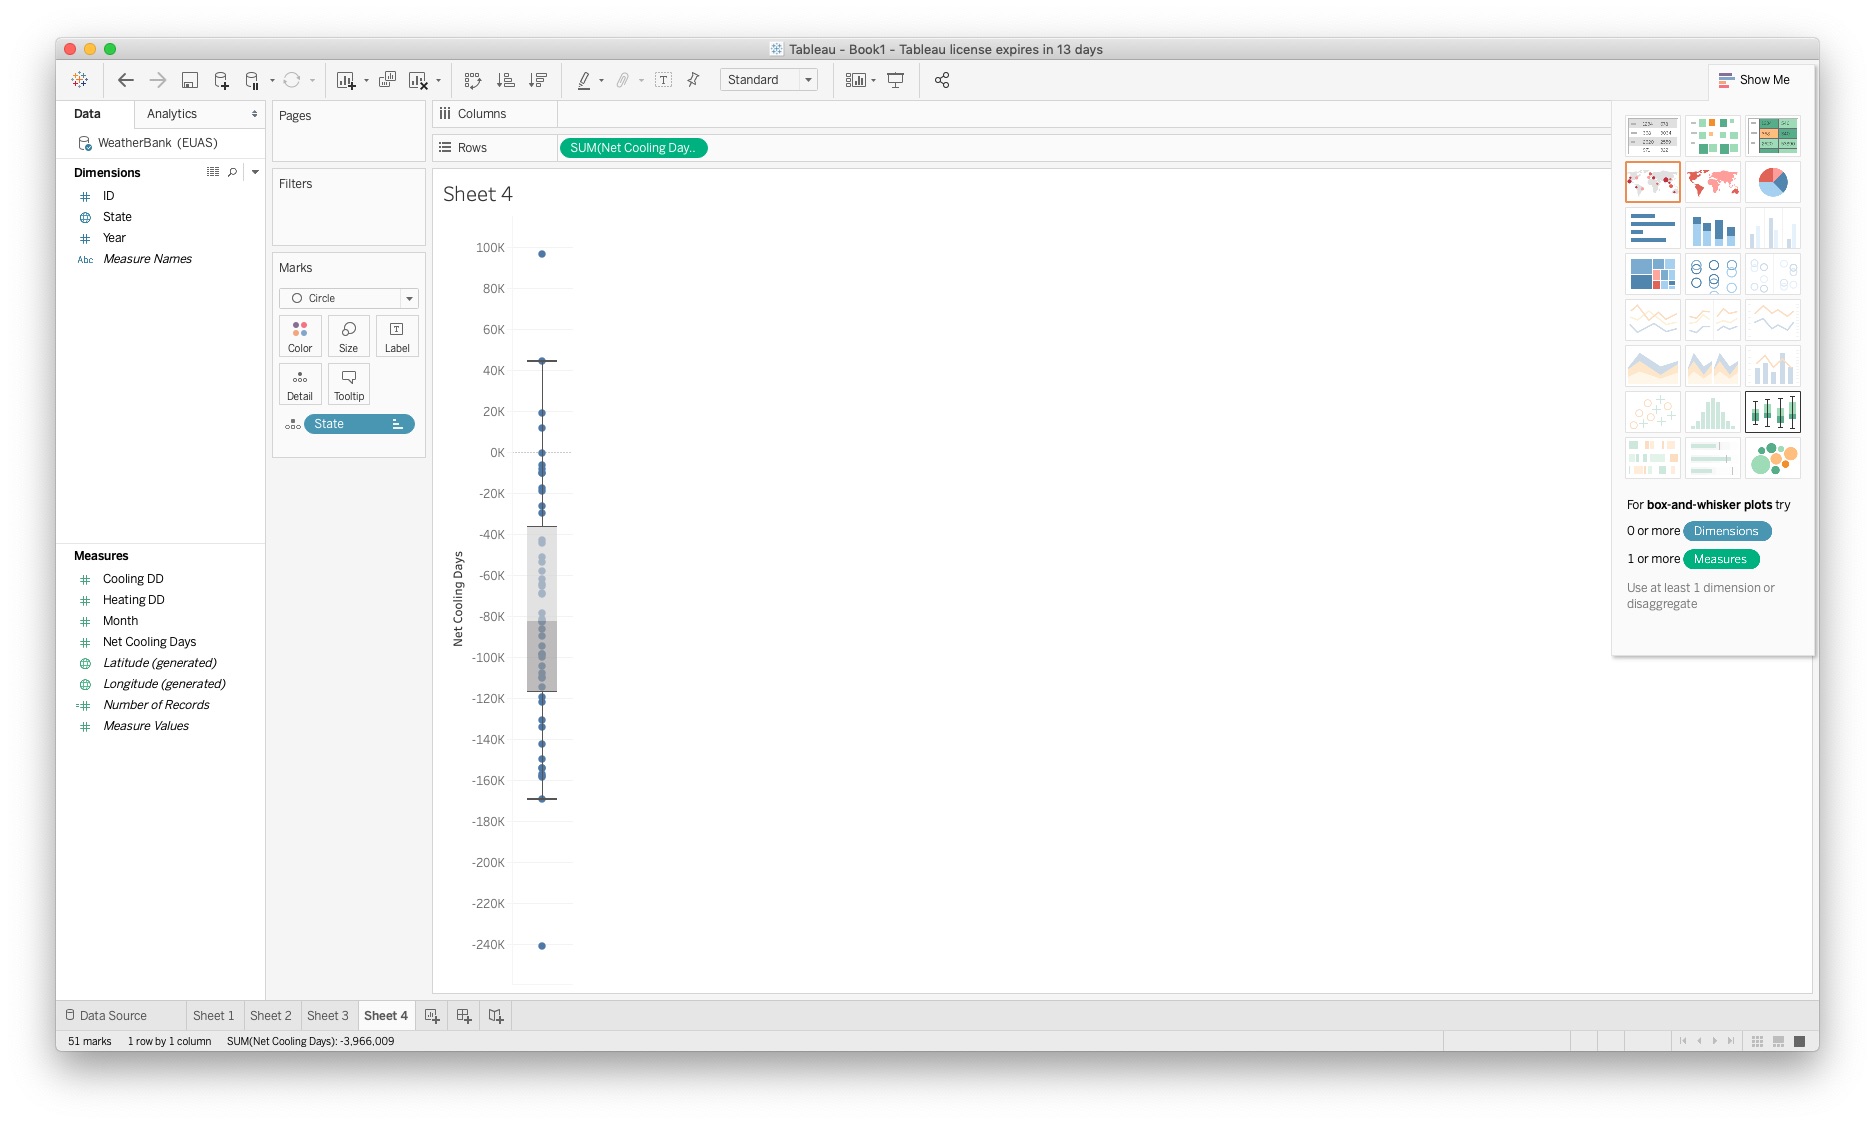 Tableau - Book1 - Tableau license expires in 13 days
Standard
Show Me
Data
Analytics
Pages
Columns
WeatherBank (EUAS)
Rows
SUM(Net Cooling Day..
Dimensions
Filters
Sheet 4
ID
State
Year
Abc Measure Names
Marks
Circle
Color
Size
Label
Detail
Tooltip
State
100K
80K
60K
40K
20K
0K
-20K
-40K
-60K
-80K
-100K
-120K
-140K
-160K
-180K
-200K
-220K
-240K
Net Cooling Days
For box-and-whisker plots try
0 or more Dimensions
1 or more Measures
Use at least 1 dimension or
disaggregate
Measures
Cooling DD
Heating DD
Month
Net Cooling Days
Latitude (generated)
Longitude (generated)
Number of Records
Measure Values
Data Source
Sheet 1
Sheet 2
Sheet 3
Sheet 4
51 marks
1 row by 1 column
SUM(Net Cooling Days): -3,966,009